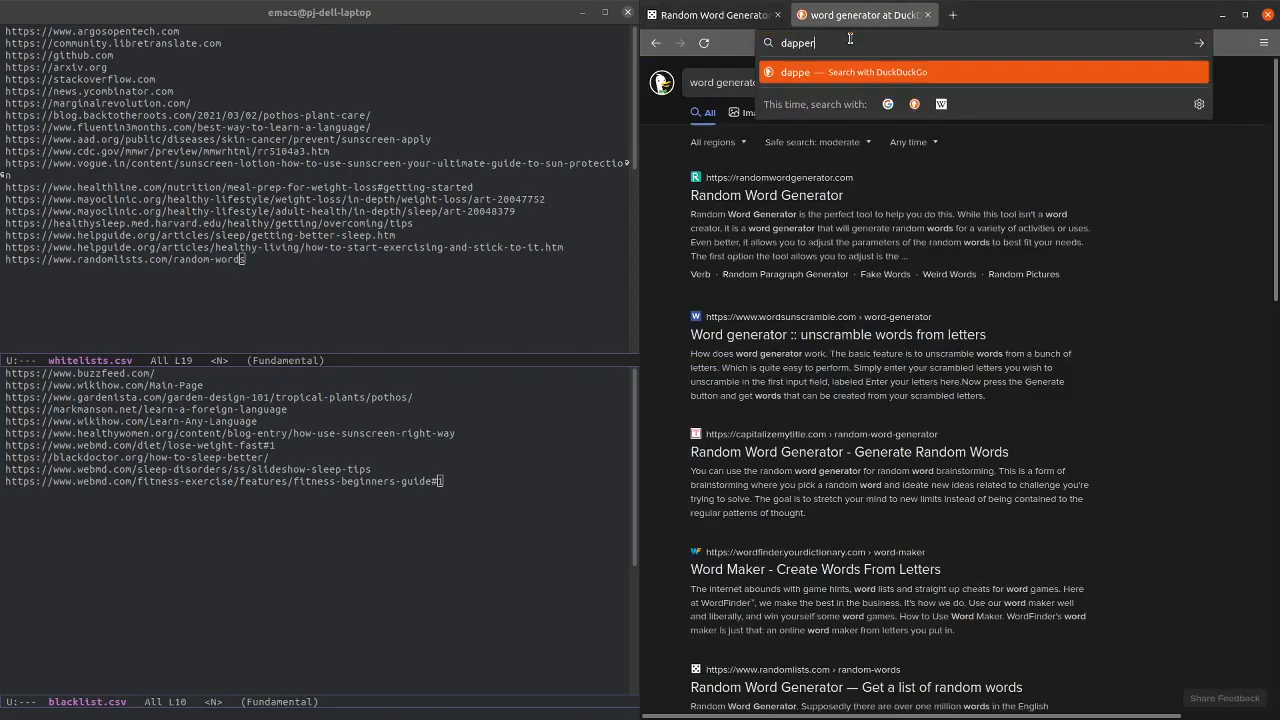 emacs@pj-dell-laptop
https://www.argosopentech.com
https://community.libretranslate.com
https://github.com
https://arxiv.org
https://stackoverflow.com
https://news.ycombinator.com
https://marginalrevolution.com/
https://blog.backtotheroots.com/2021/03/02/pothos-plant-care/
https://www.fluentin3months.com/best-way-to-learn-a-language/
https://www.aad.org/public/diseases/skin-cancer/prevent/sunscreen-apply
https://www.cdc.gov/mmwr/preview/mmwrhtml/rr5104a3.htm
https://www.vogue.in/content/sunscreen-lotion-how-to-use-sunscreen-your-ultimate-guide-to-sun-protectio
n
https://www.healthline.com/nutrition/meal-prep-for-weight-loss#getting-started
https://www.mayoclinic.org/healthy-lifestyle/weight-loss/in-depth/weight-loss/art-20047752
https://www.mayoclinic.org/healthy-lifestyle/adult-health/in-depth/sleep/art-20048379
https://healthysleep.med.harvard.edu/healthy/getting/overcoming/tips
https://www.helpguide.org/articles/sleep/getting-better-sleep.htm
https://www.helpguide.org/articles/healthy-living/how-to-start-exercising-and-stick-to-it.htm
https://www.randomlists.com/random-words
U:--- whitelists.csv All L19 <N> (Fundamental)
https://www.buzzfeed.com/
https://www.wikihow.com/Main-Page
https://www.gardenista.com/garden-design-101/tropical-plants/pothos/
https://markmanson.net/learn-a-foreign-language
https://www.wikihow.com/Learn-Any-Language
https://www.healthywomen.org/content/blog-entry/how-use-sunscreen-right-way
https://www.webmd.com/diet/lose-weight-fast#1
https://blackdoctor.org/how-to-sleep-better/
https://www.webmd.com/sleep-disorders/ss/slideshow-sleep-tips
https://www.webmd.com/fitness-exercise/features/fitness-beginners-guide#1
U:--- blacklist.csv All L10 <N> (Fundamental)
Random Word Generator
word generator at DuckD
dapper
dappe — Search with DuckDuckGo
This time, search with:
word generato
All
Ima
All regions
Safe search: moderate
Any time
https://randomwordgenerator.com
Random Word Generator
Random Word Generator is the perfect tool to help you do this. While this tool isn't a word
creator, it is a word generator that will generate random words for a variety of activities or uses.
Even better, it allows you to adjust the parameters of the random words to best fit your needs.
The first option the tool allows you to adjust is the ...
Verb · Random Paragraph Generator · Fake Words · Weird Words · Random Pictures
https://www.wordsunscramble.com › word-generator
Word generator :: unscramble words from letters
How does word generator work. The basic feature is to unscramble words from a bunch of
letters. Which is quite easy to perform. Simply enter your scrambled letters you wish to
unscramble in the first input field, labeled Enter your letters here.Now press the Generate
button and get words that can be created from your scrambled letters.
https://capitalizemytitle.com › random-word-generator
Random Word Generator - Generate Random Words
You can use the random word generator for random word brainstorming. This is a form of
brainstorming where you pick a random word and ideate new ideas related to challenge you're
trying to solve. The goal is to stretch your mind to new limits instead of being contained to the
regular patterns of thought.
https://wordfinder.yourdictionary.com › word-maker
Word Maker - Create Words From Letters
The internet abounds with game hints, word lists and straight up cheats for word games. Here
at WordFinder™, we make the best in the business. It's how we do. Use our word maker well
and liberally, and win yourself some word games. How to Use Word Maker. WordFinder's word
maker is just that: an online word maker from letters you put in.
https://www.randomlists.com › random-words
Random Word Generator — Get a list of random words
Random Word Generator. Supposedly there are over one million words in the English
Share Feedback